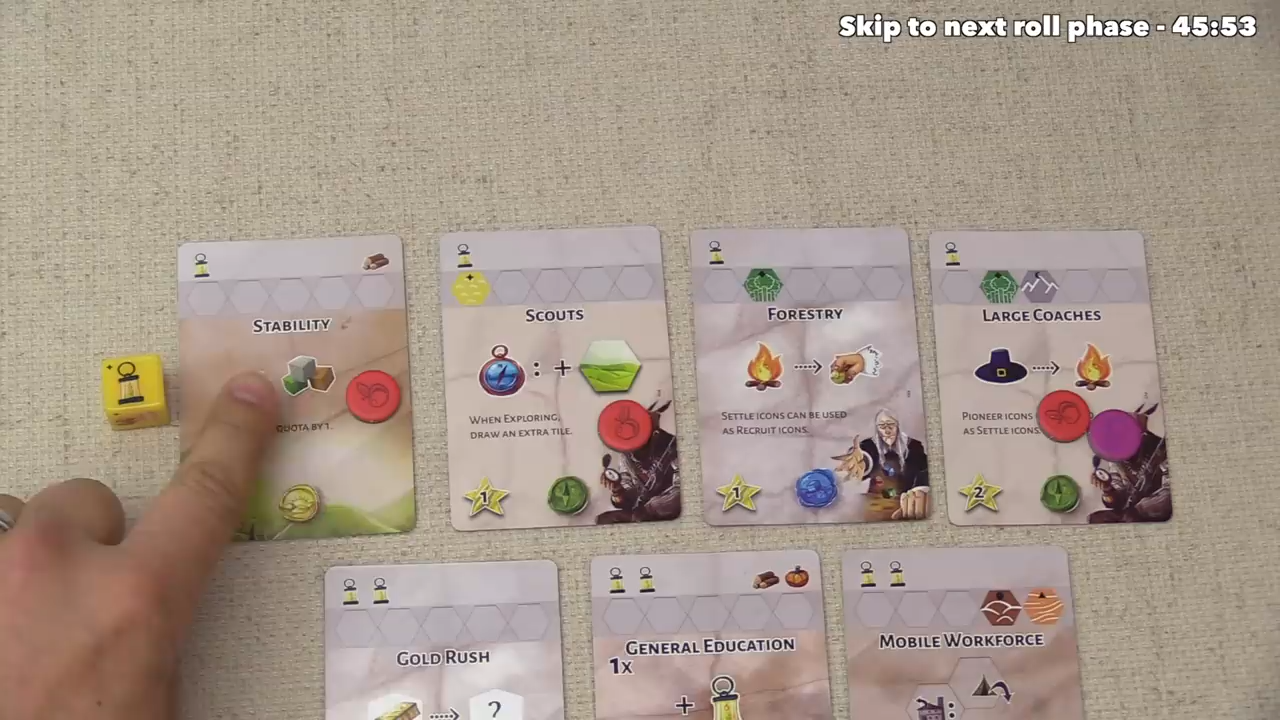 Skip to next roll phase - 45:53
STABILITY
QUOTA BY 1.
SCOUTS
: +
WHEN EXPLORING,
DRAW AN EXTRA TILE.
1
FORESTRY
SETTLE ICONS CAN BE USED
AS RECRUIT ICONS.
1
LARGE COACHES
PIONEER ICONS
AS SETTLE ICONS.
2
GOLD RUSH
?
GENERAL EDUCATION
1X
+
MOBILE WORKFORCE
: